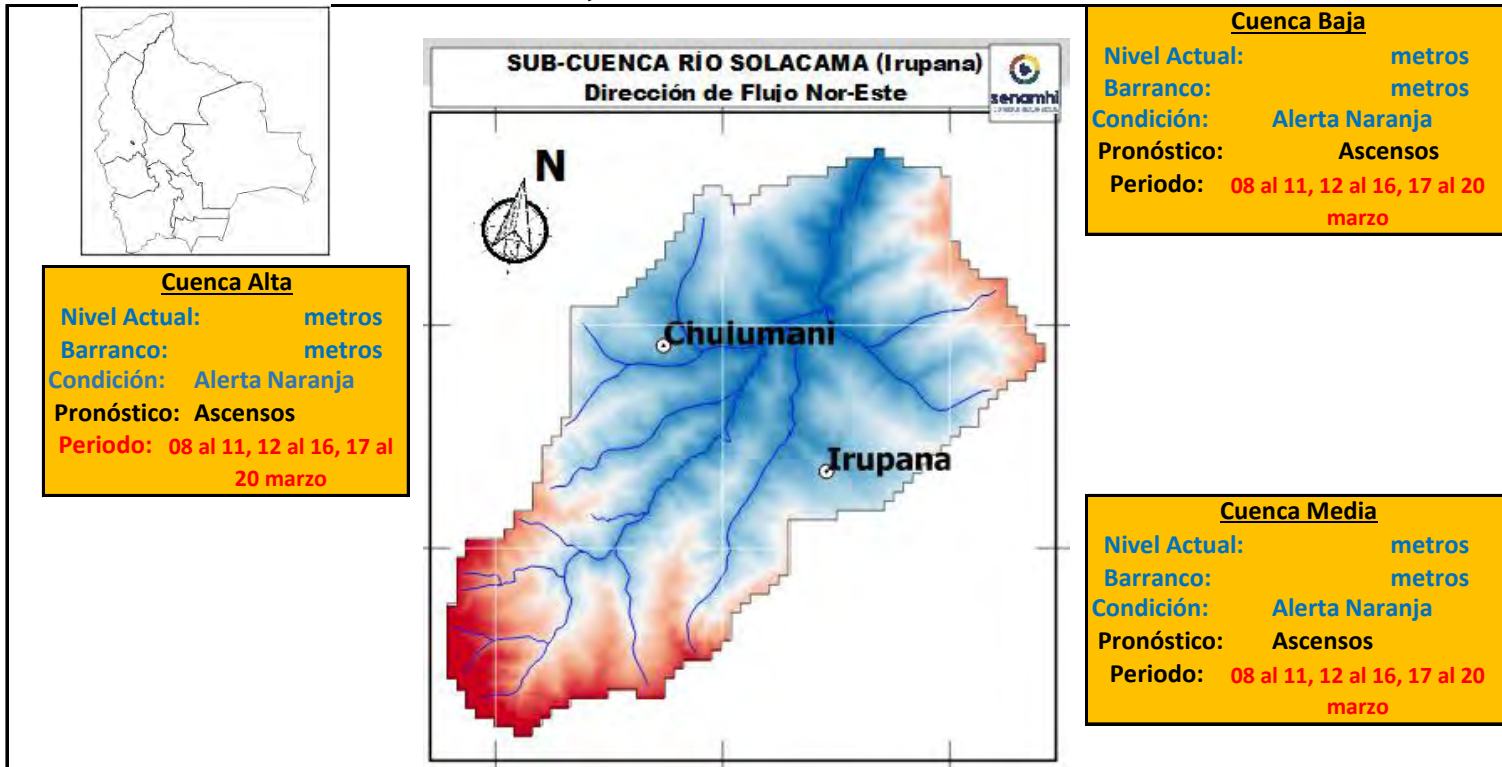 SUB-CUENCA RÍO SOLACAMA (Irupana)
Dirección de Flujo Nor-Este
senamhi
N
Chulumani
Irupana
Cuenca Alta
Nivel Actual: metros
Barranco: metros
Condición: Alerta Naranja
Pronóstico: Ascensos
Periodo: 08 al 11, 12 al 16, 17 al
20 marzo
Cuenca Baja
Nivel Actual: metros
Barranco: metros
Condición: Alerta Naranja
Pronóstico: Ascensos
Periodo: 08 al 11, 12 al 16, 17 al 20
marzo
Cuenca Media
Nivel Actual: metros
Barranco: metros
Condición: Alerta Naranja
Pronóstico: Ascensos
Periodo: 08 al 11, 12 al 16, 17 al 20
marzo